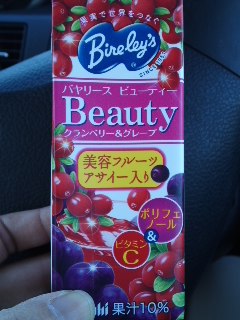 果実で世界をつなぐ
Bireley's
SINCE 1923
バヤリース ビューティー
Beauty
クランベリー&グレープ
美容フルーツ
アサイー入り
ポリフェ
ノール
&
ビタミン
C
果汁10%